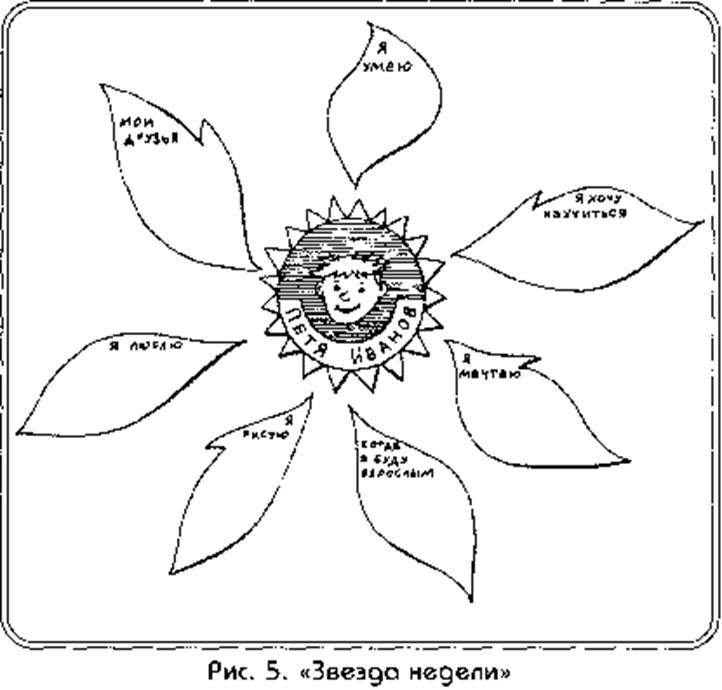 Я
УМЕЮ
МОИ
ДРУЗЬЯ
Я ХОЧУ
НАУЧИТЬСЯ
ПЕТЯ ИВАНОВ
Я ЛЮБЛЮ
Я
МЕЧТАЮ
Я
РИСУЮ
КОГДА
Я БУДУ
ВЗРОСЛЫМ
Рис. 5. «Звезда недели»